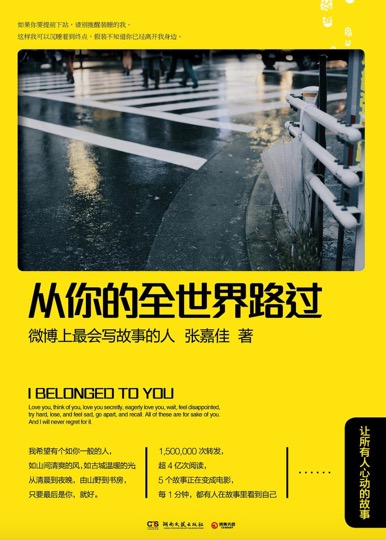 如果你要提前下站，请别唤醒装睡的我，
这样我可以沉睡着到终点，假装不知道你已经离开我身边。
从你的全世界路过
微博上最会写故事的人 张嘉佳 著
I BELONGED TO YOU
Love you, think of you, love you secretly, eagerly love you, wait, feel disappointed,
try hard, lose, and feel sad, go apart, and recall. All of these are for sake of you.
And I will never regret for it.
我希望有个如你一般的人，
如山间清爽的风，如古城温暖的光；
从清晨到夜晚，由山野到书房，
只要最后是你，就好。
1,500,000 次转发，
超 4 亿次阅读，
5 个故事正在变成电影，
每 1 分钟，都有人在故事里看到自己
······
让所有人心动的故事
湖南文艺出版社